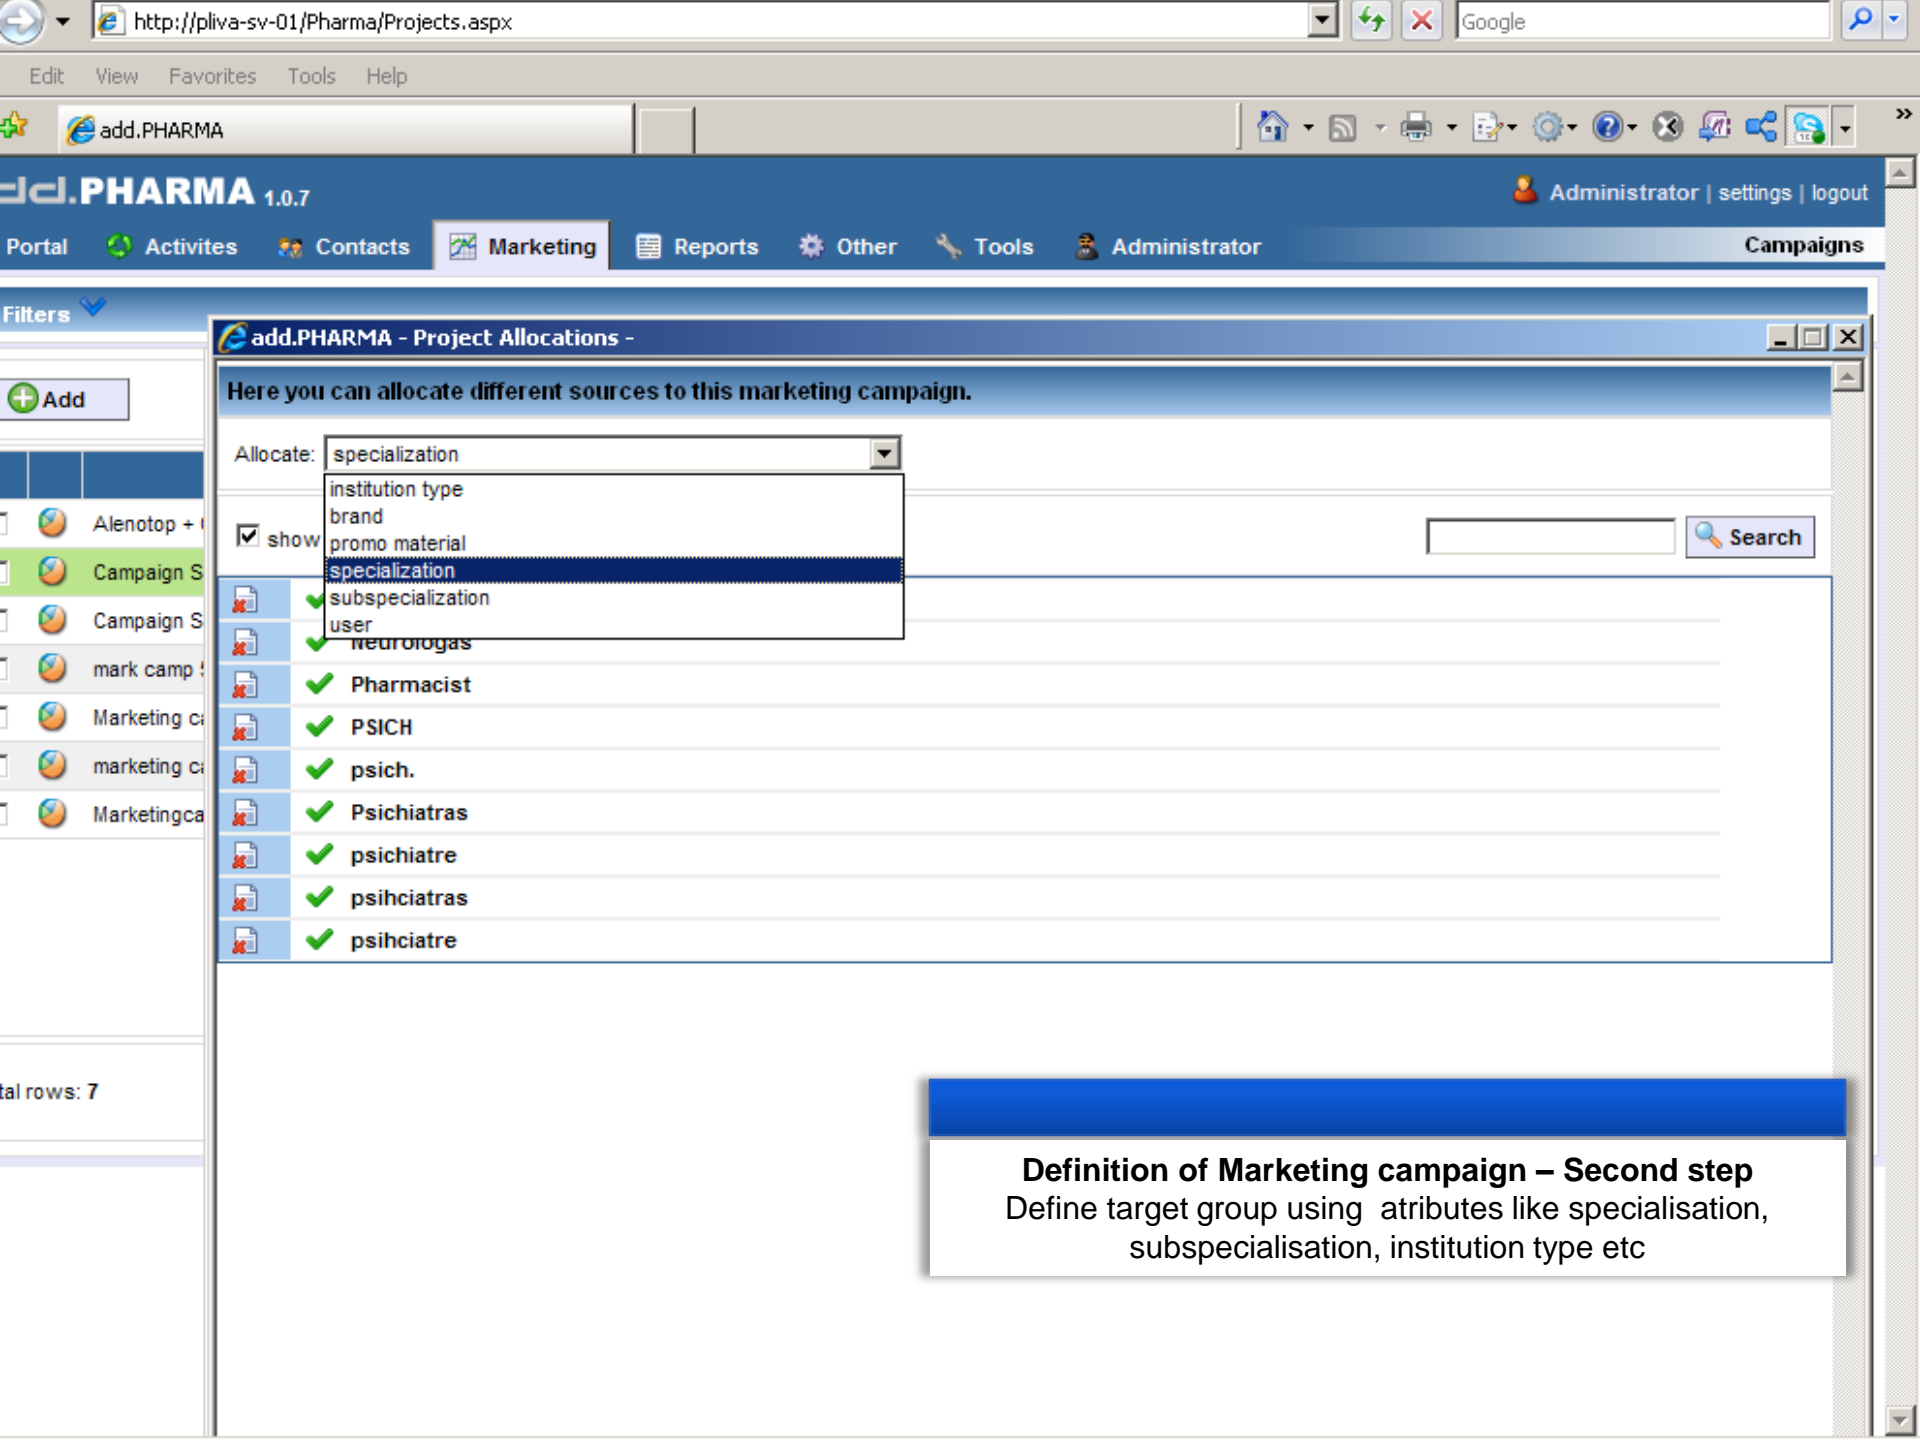 http://pliva-sv-01/Pharma/Projects.aspx
Google
Edit View Favorites Tools Help
add.PHARMA
»
add.PHARMA 1.0.7
Administrator | settings | logout
Portal Activites Contacts Marketing Reports Other Tools Administrator
Campaigns
Filters
add.PHARMA - Project Allocations -
Add
Here you can allocate different sources to this marketing campaign.
Allocate: specialization
institution type
brand
promo material
specialization
subspecialization
user
show
Search
Alenotop +
Campaign S
Campaign S
mark camp
Marketing
marketing
Marketingca
Neurologas
Pharmacist
PSICH
psich.
Psichiatras
psichiatre
psihciatras
psihciatre
tal rows: 7
Definition of Marketing campaign – Second step
Define target group using atributes like specialisation,
subspecialisation, institution type etc